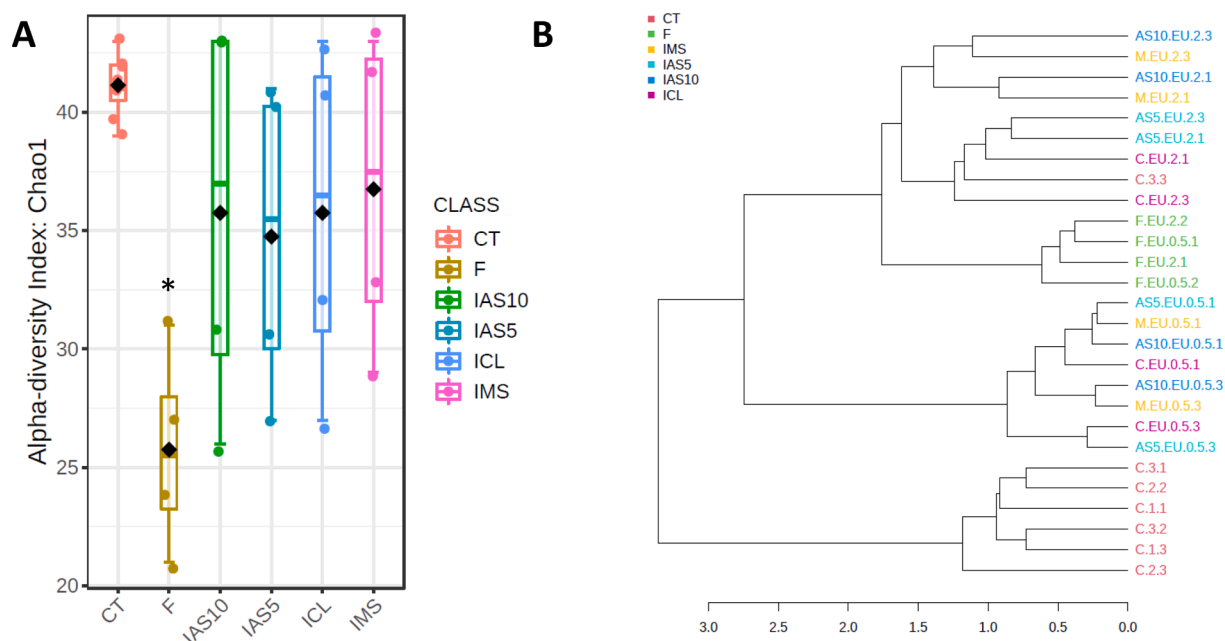 A
Alpha-diversity Index: Chao1
40
35
30
25
20
*
CT
F
IAS10
IAS5
ICL
IMS
CLASS
CT
F
IAS10
IAS5
ICL
IMS
B
CT
F
IMS
IAS5
IAS10
ICL
AS10.EU.2.3
M.EU.2.3
AS10.EU.2.1
M.EU.2.1
AS5.EU.2.3
AS5.EU.2.1
C.EU.2.1
C.3.3
C.EU.2.3
F.EU.2.2
F.EU.0.5.1
F.EU.2.1
F.EU.0.5.2
AS5.EU.0.5.1
M.EU.0.5.1
AS10.EU.0.5.1
C.EU.0.5.1
AS10.EU.0.5.3
M.EU.0.5.3
C.EU.0.5.3
AS5.EU.0.5.3
C.3.1
C.2.2
C.1.1
C.3.2
C.1.3
C.2.3
3.0 2.5 2.0 1.5 1.0 0.5 0.0